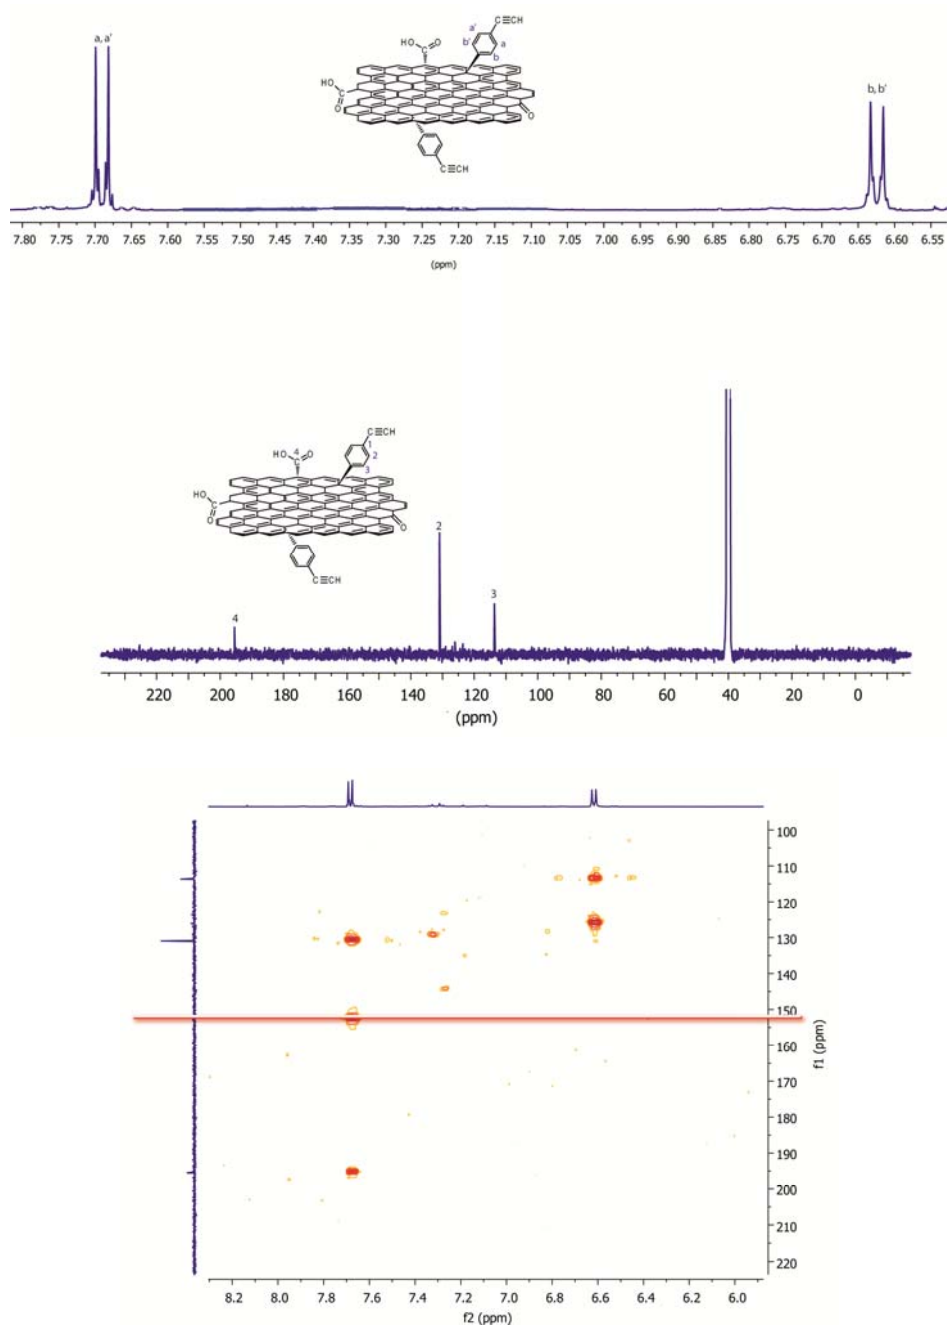 C≡CH
a'
b'
a
b
HO
C
O
a, a'
HO
C
O
O
b, b'
C≡CH
7.80 7.75 7.70 7.65 7.60 7.55 7.50 7.45 7.40 7.35 7.30 7.25 7.20 7.15 7.10 7.05 7.00 6.95 6.90 6.85 6.80 6.75 6.70 6.65 6.60 6.55
(ppm)
C≡CH
4
HO
C
O
1
2
3
HO
C
O
O
C≡CH
2
3
4
220 200 180 160 140 120 100 80 60 40 20 0
(ppm)
100
110
120
130
140
150
160
170
180
190
200
210
220
f1 (ppm)
8.2 8.0 7.8 7.6 7.4 7.2 7.0 6.8 6.6 6.4 6.2 6.0
f2 (ppm)